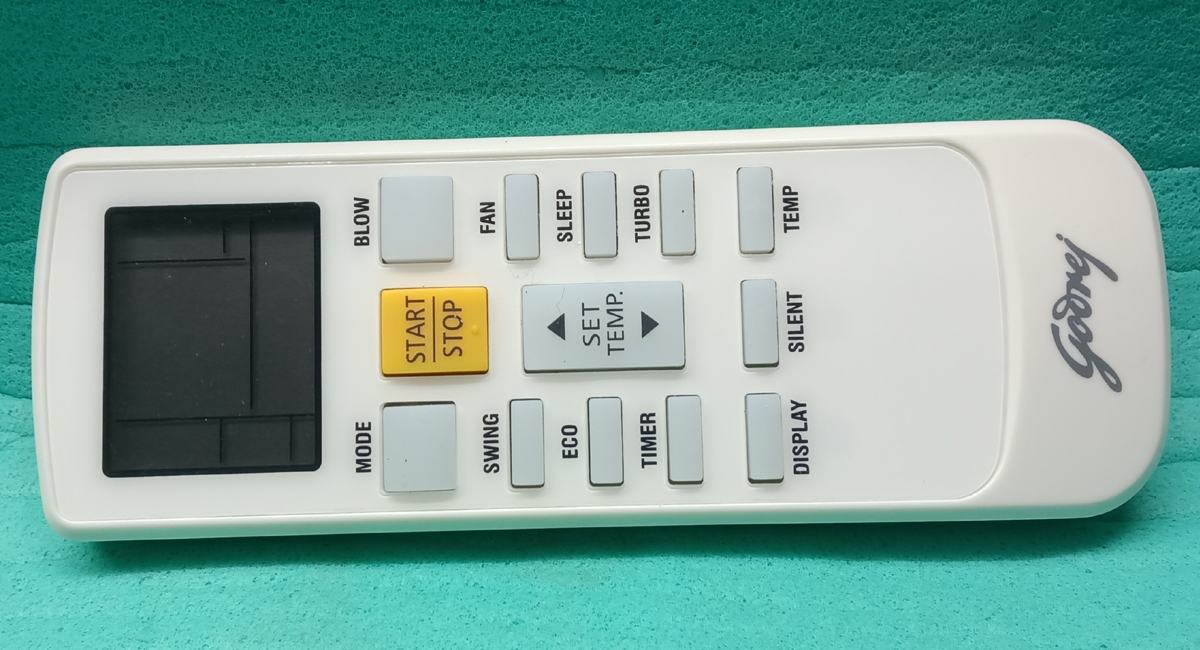 MODE
START
STOP
BLOW
SWING
FAN
ECO
SET
TEMP.
SLEEP
TIMER
TURBO
DISPLAY
SILENT
TEMP
Godrej